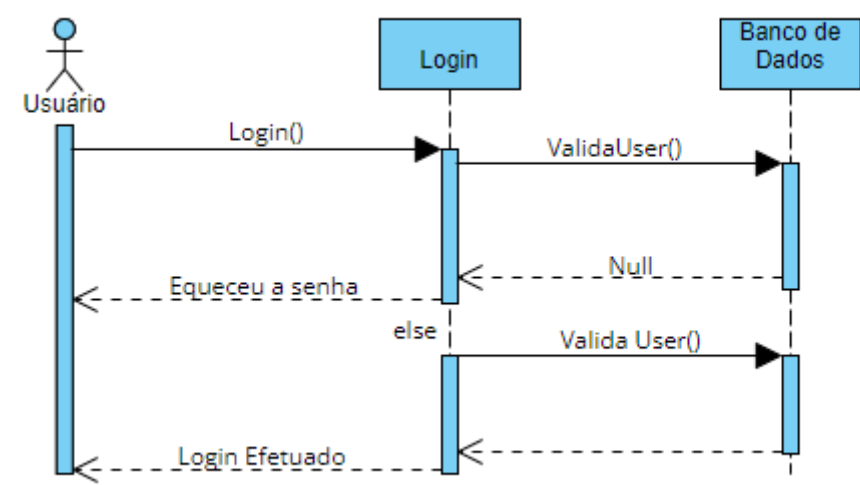 Banco de
Dados
Login
Usuário
Login()
ValidaUser()
Null
Equeceu a senha
else
Valida User()
Login Efetuado